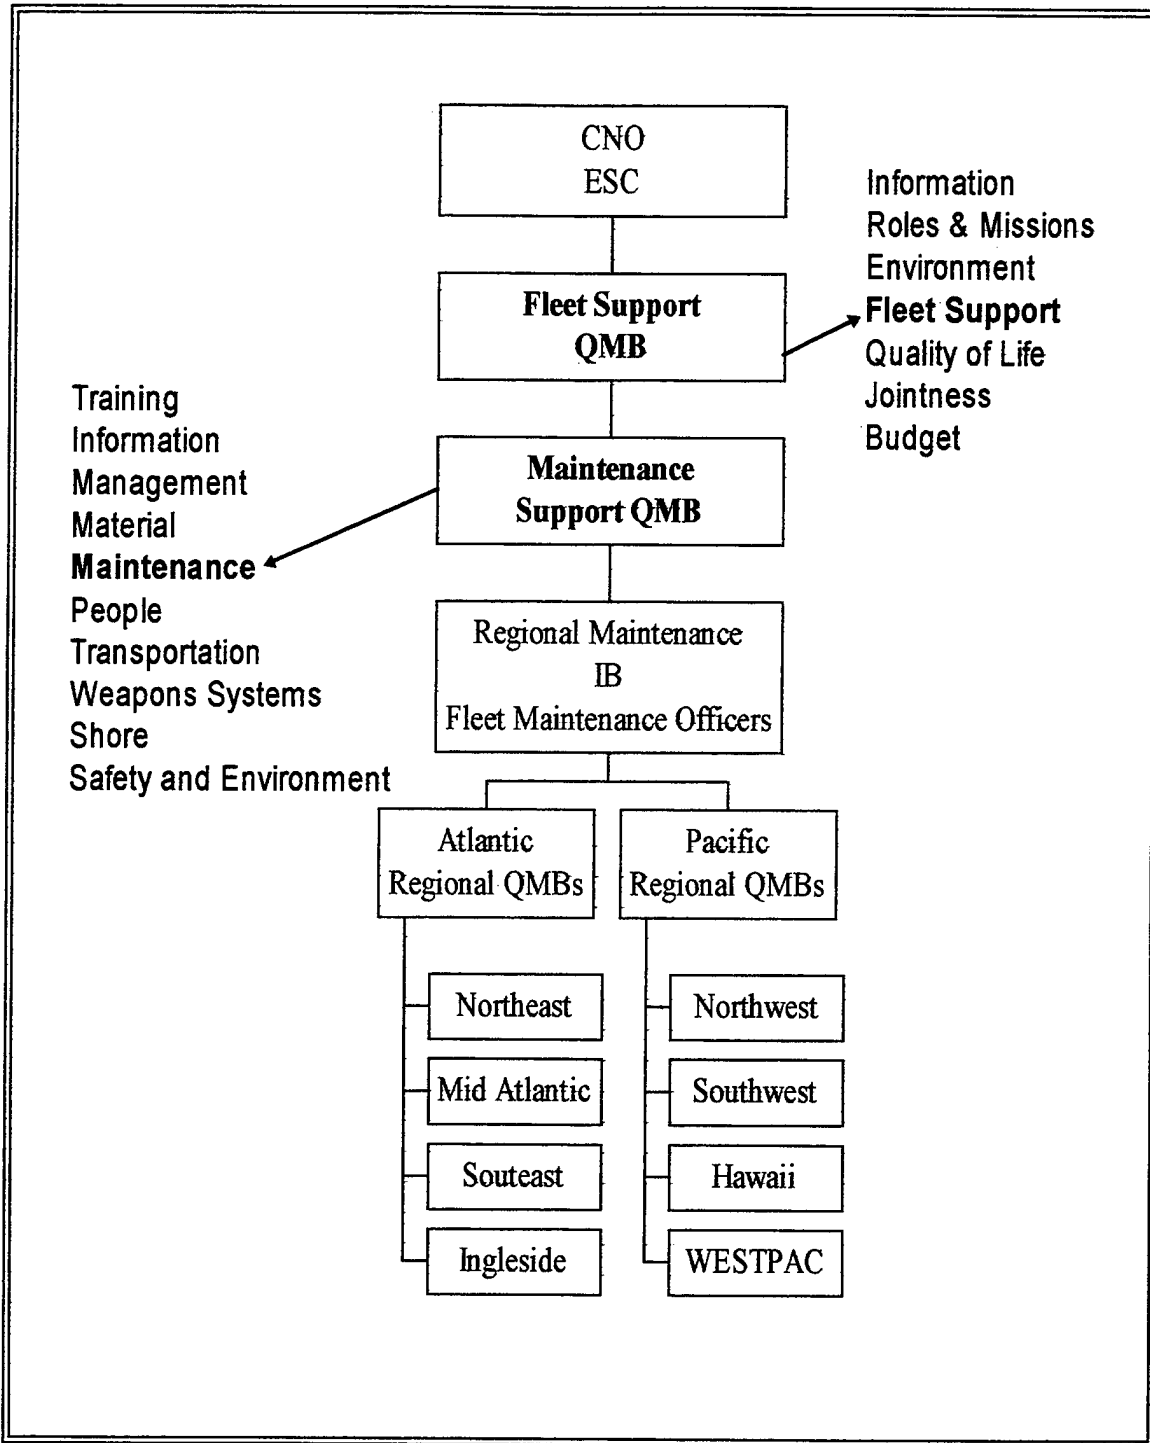 CNO
ESC
Fleet Support
QMB
Information
Roles & Missions
Environment
Fleet Support
Quality of Life
Jointness
Budget
Training
Information
Management
Material
Maintenance
People
Transportation
Weapons Systems
Shore
Safety and Environment
Maintenance
Support QMB
Regional Maintenance
IB
Fleet Maintenance Officers
Atlantic
Regional QMBs
Pacific
Regional QMBs
Northeast
Mid Atlantic
Souteast
Ingleside
Northwest
Southwest
Hawaii
WESTPAC